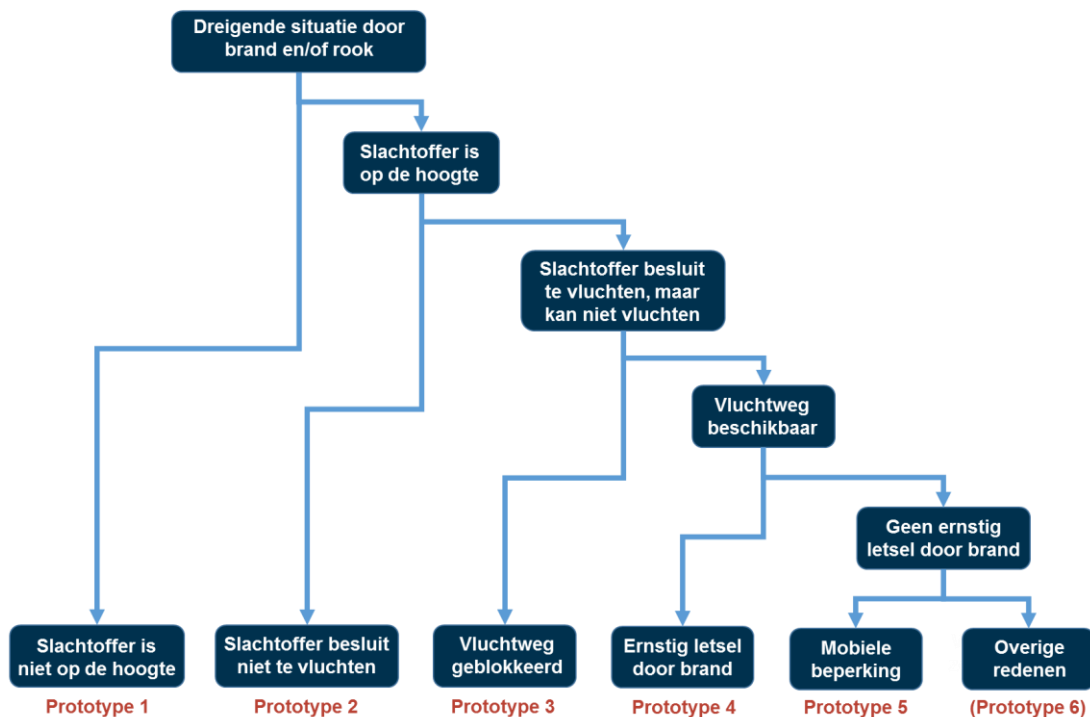 Dreigende situatie door
brand en/of rook
Slachtoffer is
op de hoogte
Slachtoffer besluit
te vluchten, maar
kan niet vluchten
Vluchtweg
beschikbaar
Geen ernstig
letsel door brand
Slachtoffer is
niet op de hoogte
Slachtoffer besluit
niet te vluchten
Vluchtweg
geblokkeerd
Ernstig letsel
door brand
Mobiele
beperking
Overige
redenen
Prototype 1
Prototype 2
Prototype 3
Prototype 4
Prototype 5
(Prototype 6)